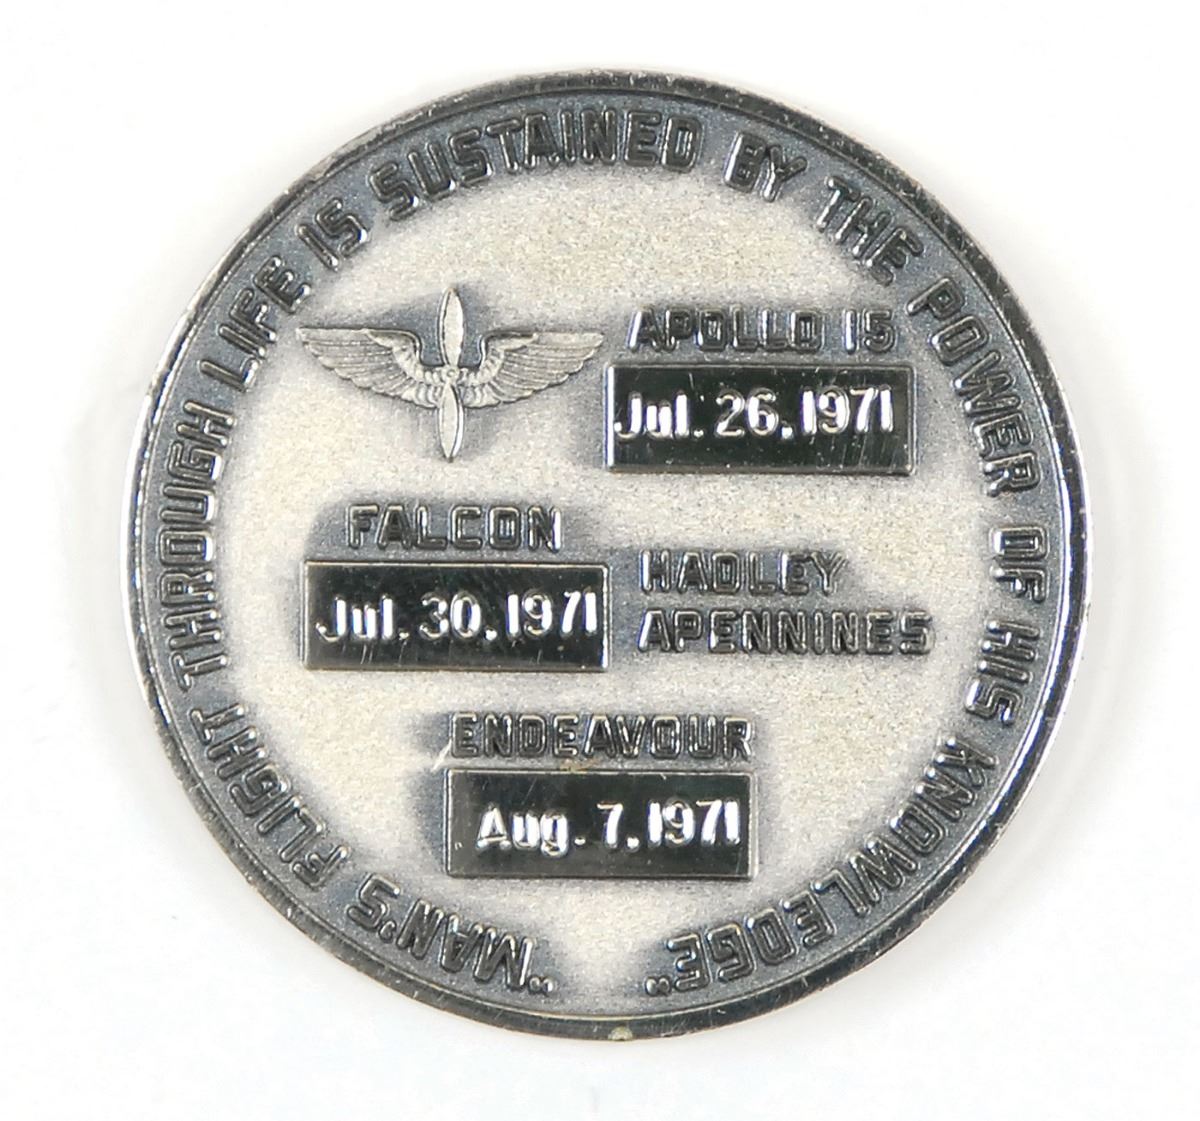 "MAN'S FLIGHT THROUGH LIFE IS SUSTAINED BY THE POWER OF HIS KNOWLEDGE"
APOLLO 15
Jul. 26, 1971
FALCON
Jul. 30, 1971
HADLEY
APENNINES
ENDEAVOUR
Aug. 7, 1971